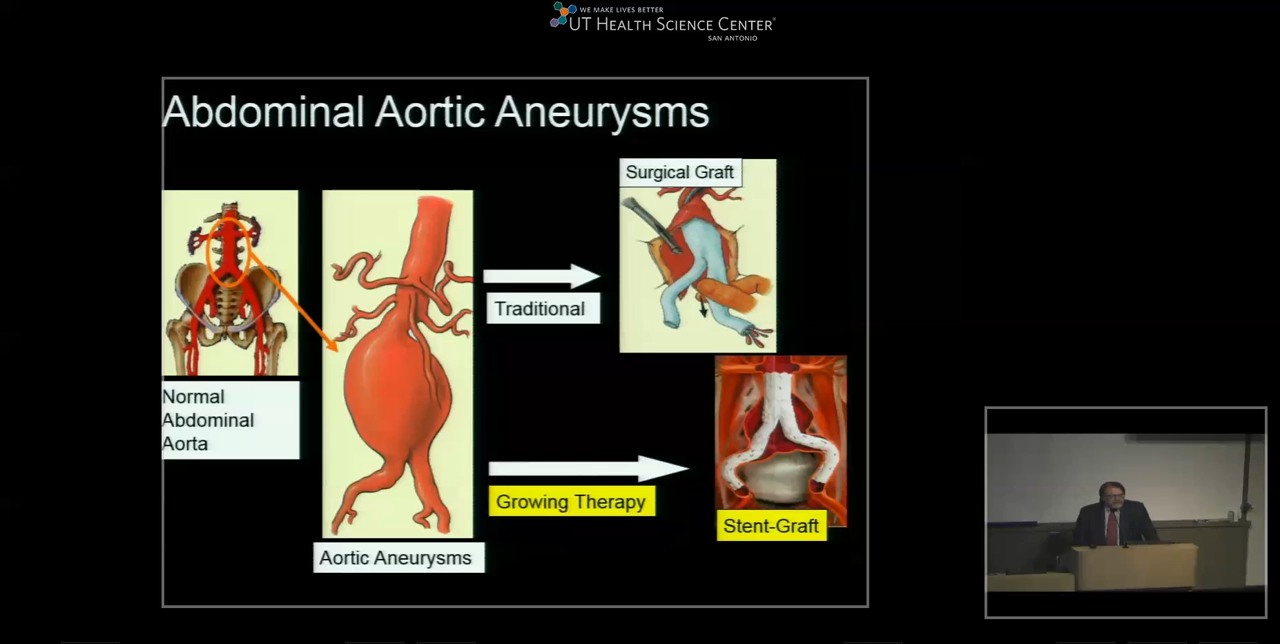 WE MAKE LIVES BETTER
UT HEALTH SCIENCE CENTER®
SAN ANTONIO
Abdominal Aortic Aneurysms
Surgical Graft
Traditional
Normal
Abdominal
Aorta
Growing Therapy
Stent-Graft
Aortic Aneurysms